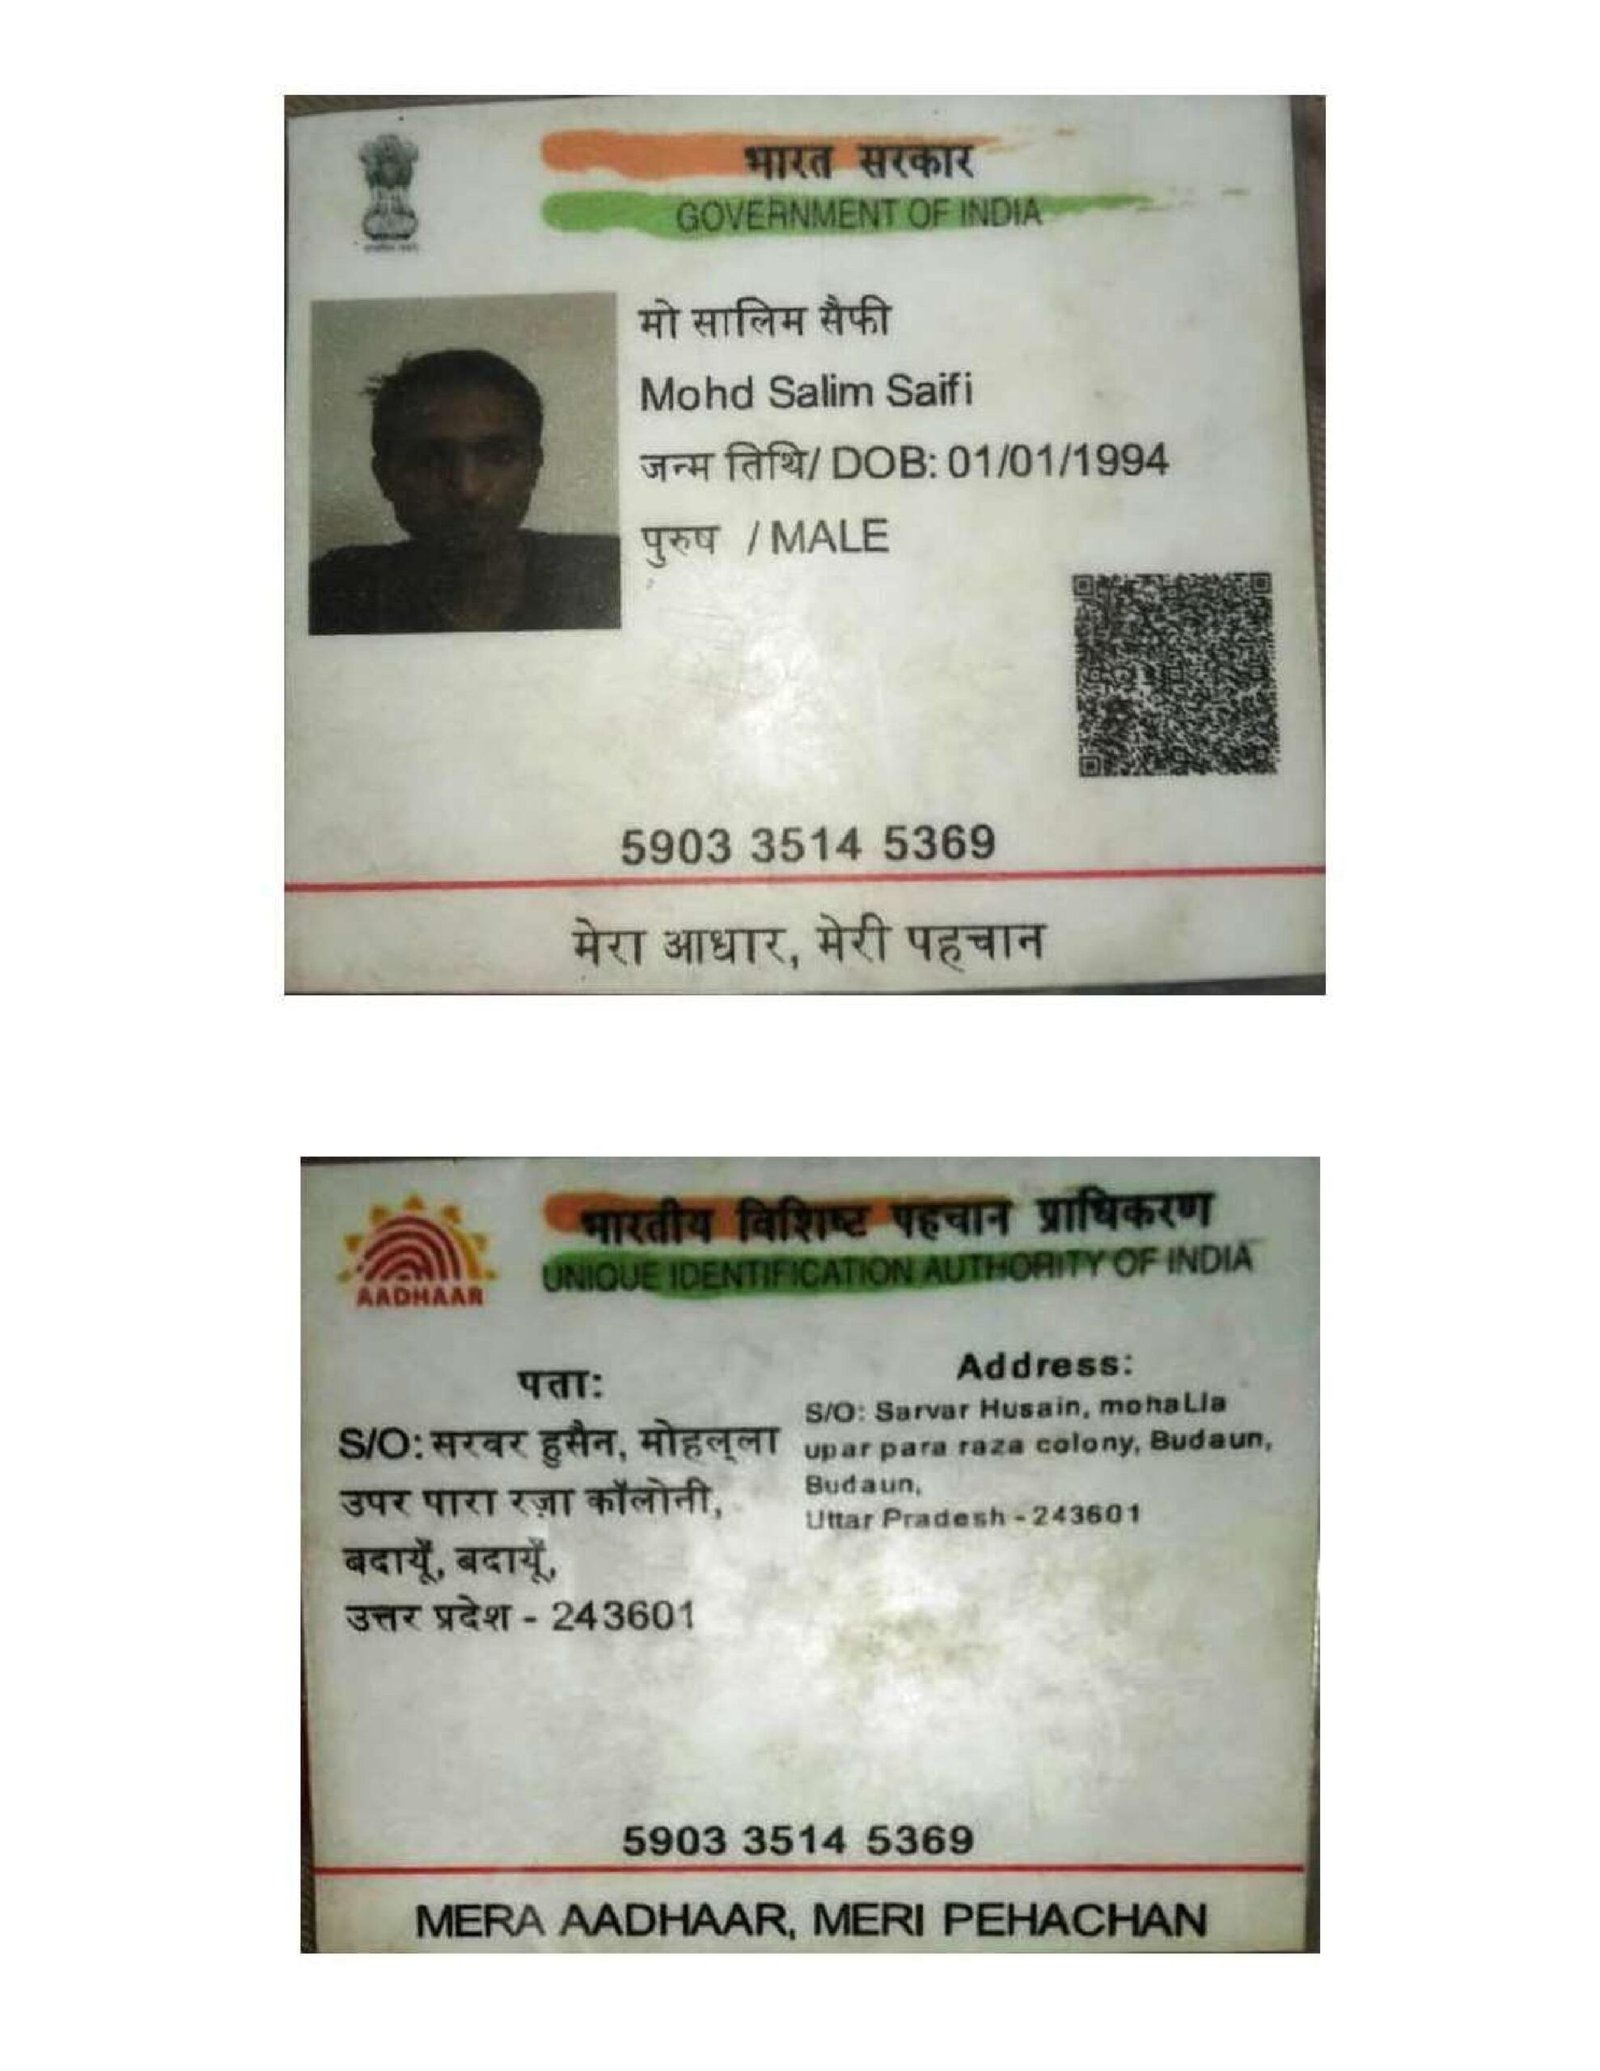 भारत सरकार
GOVERNMENT OF INDIA
मो सालिम सैफी
Mohd Salim Saifi
जन्म तिथि/ DOB: 01/01/1994
पुरुष / MALE
5903 3514 5369
मेरा आधार, मेरी पहचान
भारतीय विशिष्ट पहचान प्राधिकरण
UNIQUE IDENTIFICATION AUTHORITY OF INDIA
AADHAAR
पता:
S/O: सरवर हुसैन, मोहल्ला
उपर पारा रज़ा कॉलोनी,
बदायूँ, बदायूँ,
उत्तर प्रदेश - 243601
Address:
S/O: Sarvar Husain, mohaLla
upar para raza colony, Budaun,
Budaun,
Uttar Pradesh - 243601
5903 3514 5369
MERA AADHAAR, MERI PEHACHAN